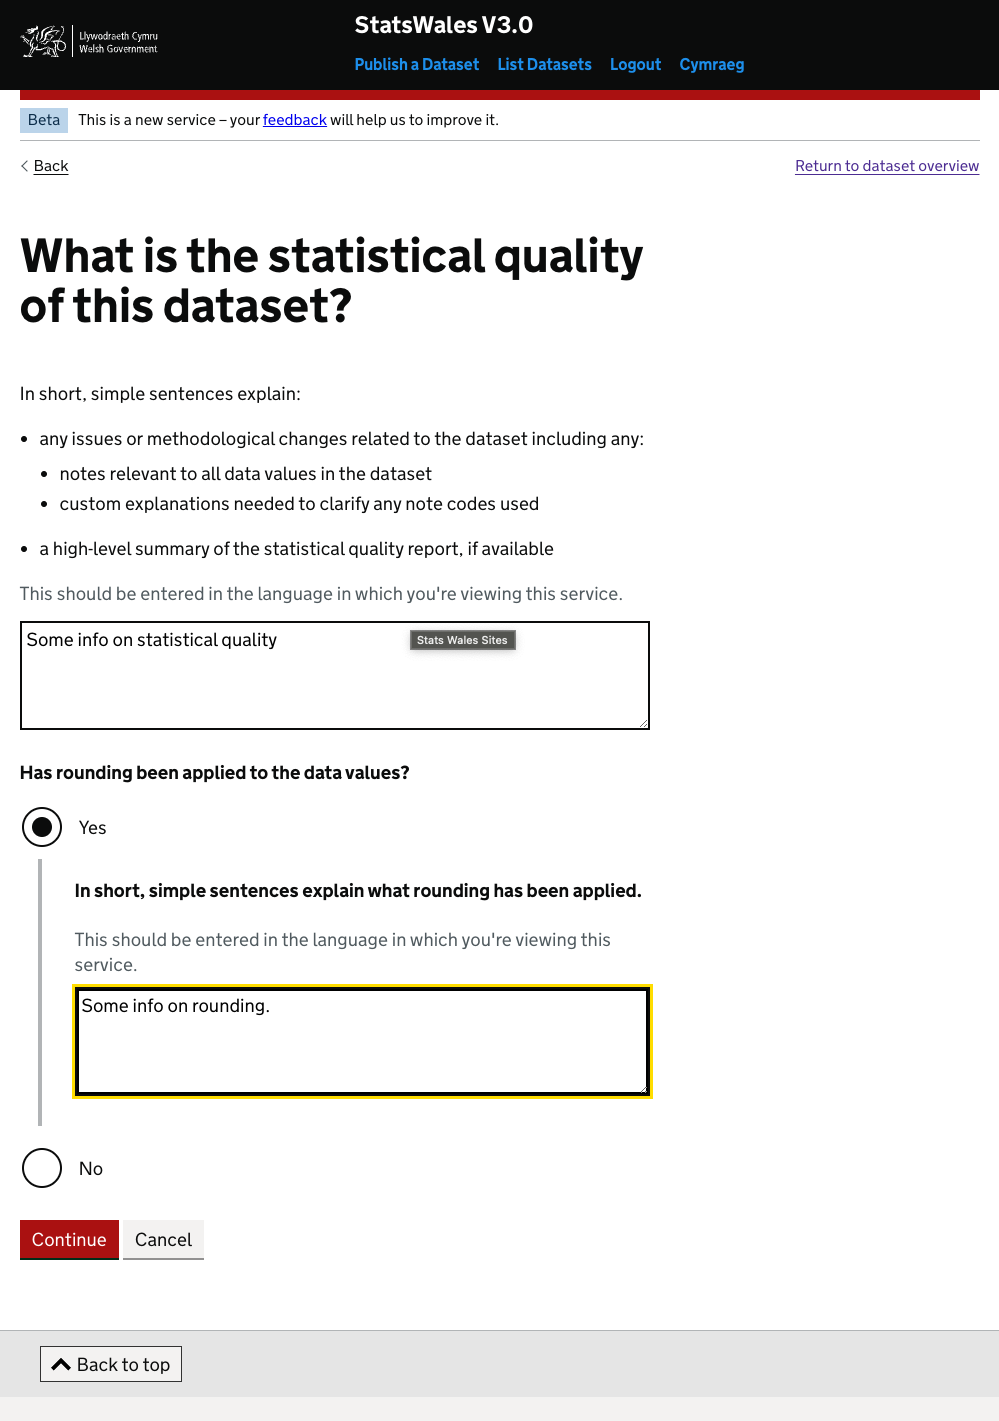 Llywodraeth Cymru
Welsh Government
StatsWales V3.0
Publish a Dataset List Datasets Logout Cymraeg
Beta This is a new service – your feedback will help us to improve it.
Back Return to dataset overview
What is the statistical quality
of this dataset?
In short, simple sentences explain:
• any issues or methodological changes related to the dataset including any:
• notes relevant to all data values in the dataset
• custom explanations needed to clarify any note codes used
• a high-level summary of the statistical quality report, if available
This should be entered in the language in which you're viewing this service.
Some info on statistical quality Stats Wales Sites
Has rounding been applied to the data values?
Yes
In short, simple sentences explain what rounding has been applied.
This should be entered in the language in which you're viewing this
service.
Some info on rounding.
No
Continue Cancel
Back to top